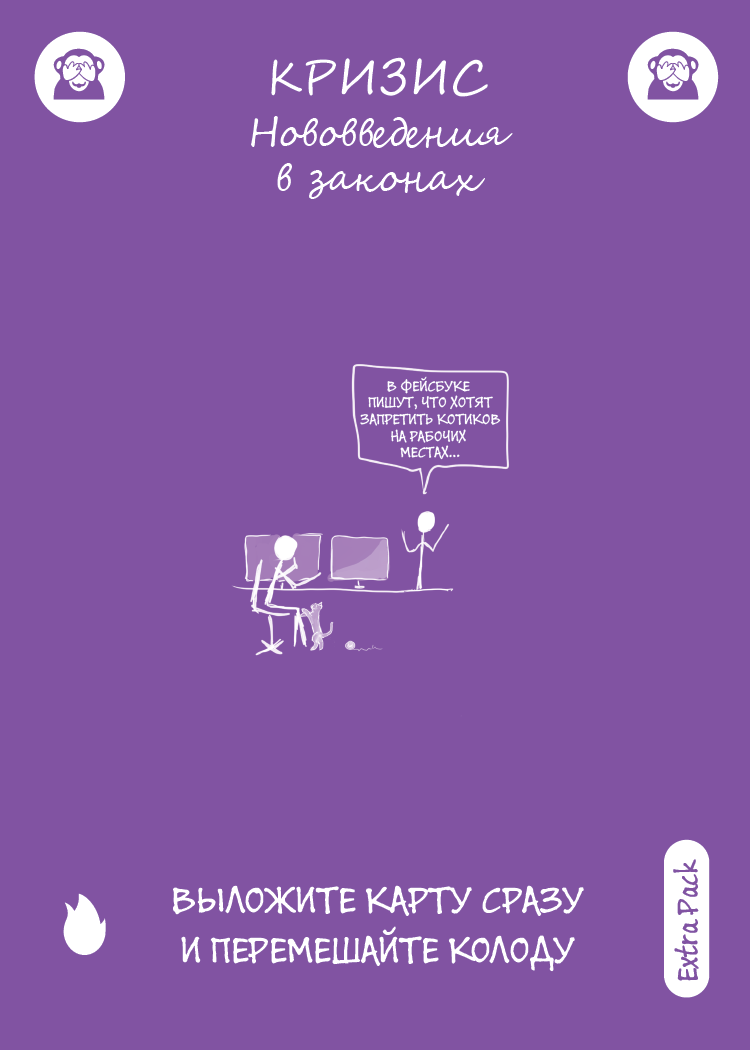 КРИЗИС
Нововведения
в законах
В ФЕЙСБУКЕ
ПИШУТ, ЧТО ХОТЯТ
ЗАПРЕТИТЬ КОТИКОВ
НА РАБОЧИХ
МЕСТАХ...
ВЫЛОЖИТЕ КАРТУ СРАЗУ
И ПЕРЕМЕШАЙТЕ КОЛОДУ
Extra Pack